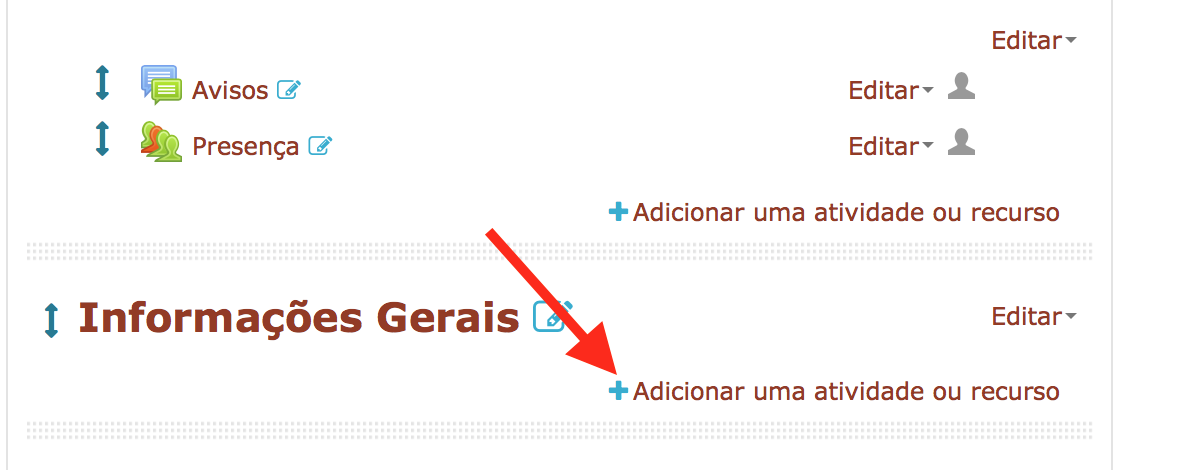 Editar
Avisos Editar
Presença Editar
Adicionar uma atividade ou recurso
Informações Gerais Editar
Adicionar uma atividade ou recurso